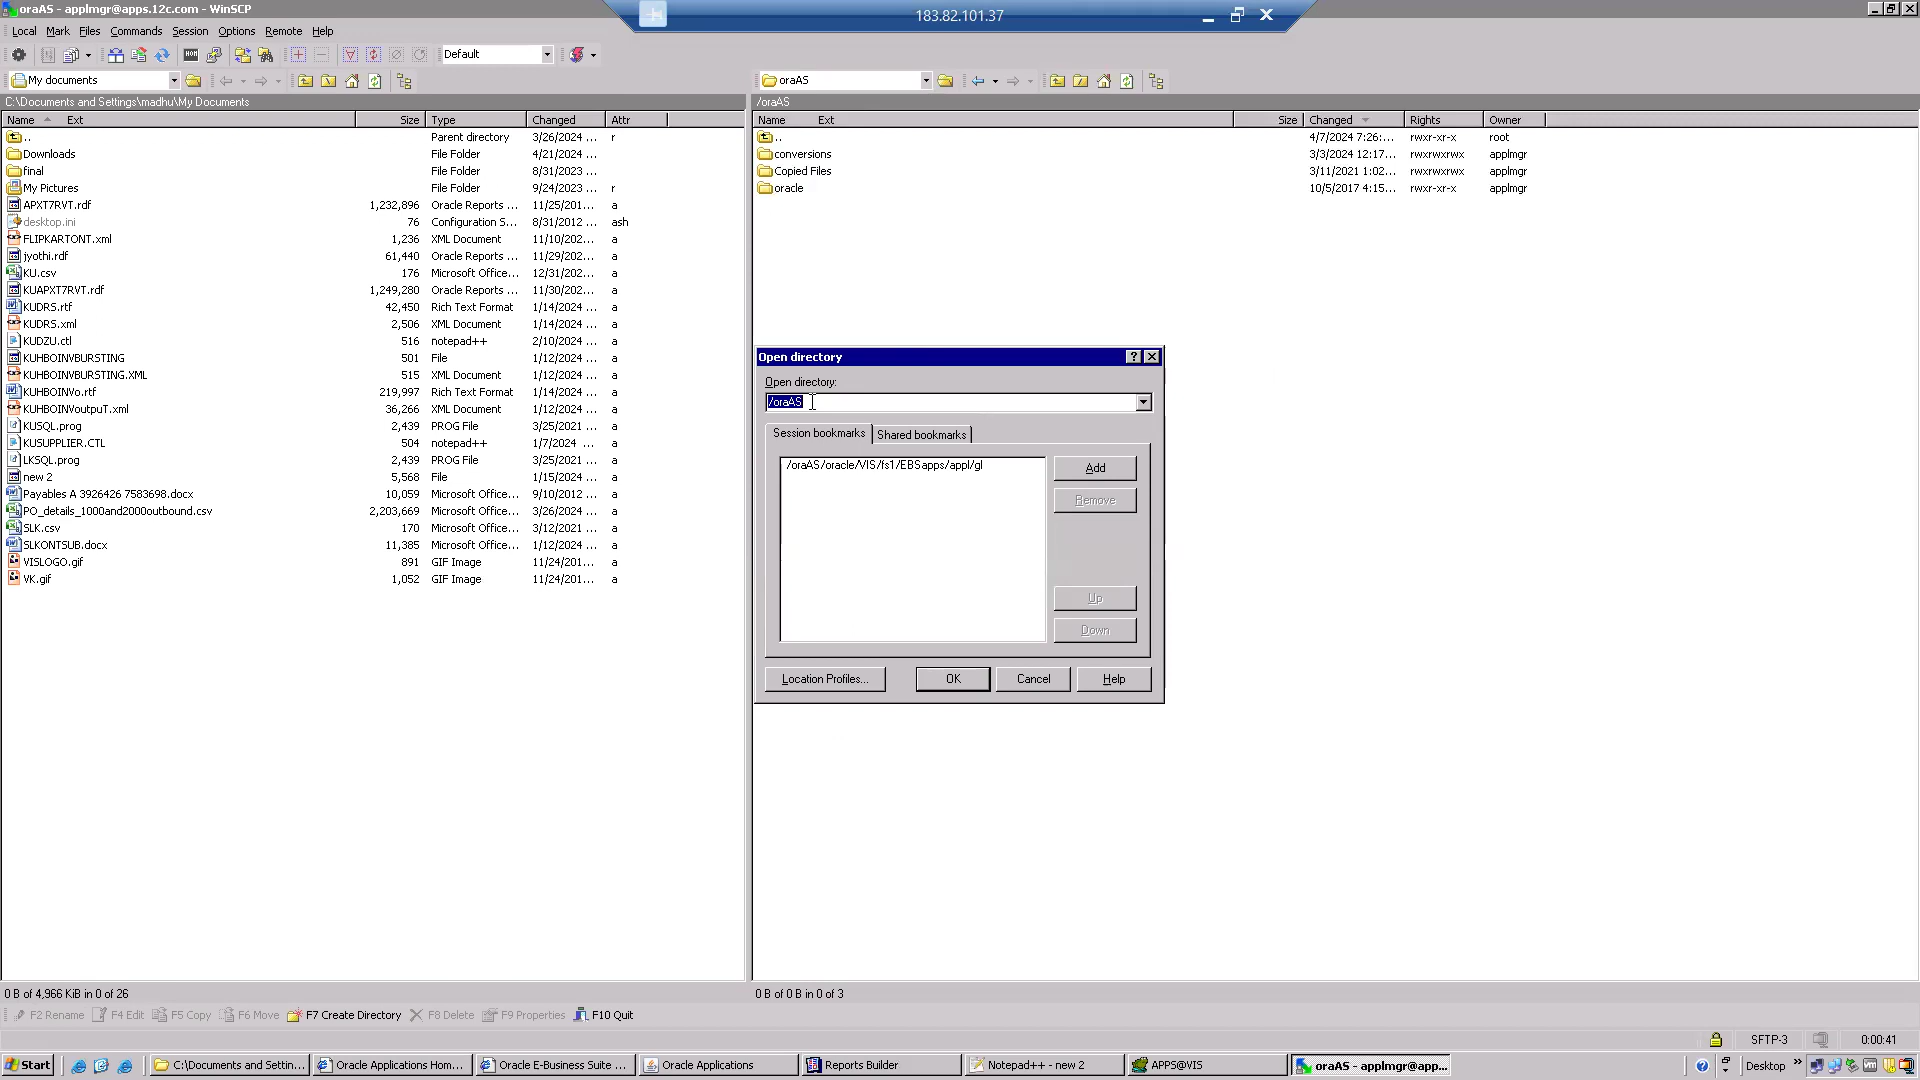 oraAS - applmgr@apps.12c.com - WinSCP
183.82.101.37
Local Mark Files Commands Session Options Remote Help
Default
My documents
oraAS
C:\Documents and Settings\madhu\My Documents
/oraAS
Name Ext Size Type Changed Attr
Name Ext Size Changed Rights Owner
.. Parent directory 3/26/2024 ... r
Downloads File Folder 4/21/2024 ...
final File Folder 8/31/2023 ...
My Pictures File Folder 9/24/2023 ... r
APXT7RVT.rdf 1,232,896 Oracle Reports ... 11/25/201... a
desktop.ini 76 Configuration S... 8/31/2012 ... ash
FLIPKARTONT.xml 1,236 XML Document 11/10/202... a
jyothi.rdf 61,440 Oracle Reports ... 11/29/202... a
KU.csv 176 Microsoft Office... 12/31/202... a
KUAPXT7RVT.rdf 1,249,280 Oracle Reports ... 11/30/202... a
KUDRS.rtf 42,450 Rich Text Format 1/14/2024 ... a
KUDRS.xml 2,506 XML Document 1/14/2024 ... a
KUDZU.ctl 516 notepad++ 2/10/2024 ... a
KUHBOINVBURSTING 501 File 1/12/2024 ... a
KUHBOINVBURSTING.XML 515 XML Document 1/12/2024 ... a
KUHBOINVo.rtf 219,997 Rich Text Format 1/14/2024 ... a
KUHBOINVoutpuT.xml 36,266 XML Document 1/12/2024 ... a
KUSQL.prog 2,439 PROG File 3/25/2021 ... a
KUSUPPLIER.CTL 504 notepad++ 1/7/2024 ... a
LKSQL.prog 2,439 PROG File 3/25/2021 ... a
new 2 5,568 File 1/15/2024 ... a
Payables A 3926426 7583698.docx 10,059 Microsoft Office... 9/10/2012 ... a
PO_details_1000and2000outbound.csv 2,203,669 Microsoft Office... 3/26/2024 ... a
SLK.csv 170 Microsoft Office... 3/12/2021 ... a
SLKONTSUB.docx 11,385 Microsoft Office... 1/12/2024 ... a
VISLOGO.gif 891 GIF Image 11/24/201... a
VK.gif 1,052 GIF Image 11/24/201... a
.. 4/7/2024 7:26:... rwxr-xr-x root
conversions 3/3/2024 12:17... rwxrwxrwx applmgr
Copied Files 3/11/2021 1:02... rwxrwxrwx applmgr
oracle 10/5/2017 4:15... rwxr-xr-x applmgr
Open directory
Open directory:
/oraAS
Session bookmarks Shared bookmarks
/oraAS/oracle/VIS/fs1/EBSapps/appl/gl
Add
Remove
Up
Down
Location Profiles... OK Cancel Help
0 B of 4,966 KiB in 0 of 26
0 B of 0 B in 0 of 3
F2 Rename F4 Edit F5 Copy F6 Move F7 Create Directory F8 Delete F9 Properties F10 Quit
SFTP-3 0:00:41
Start C:\Documents and Settin... Oracle Applications Hom... Oracle E-Business Suite ... Oracle Applications Reports Builder Notepad++ - new 2 APPS@VIS oraAS - applmgr@app... Desktop